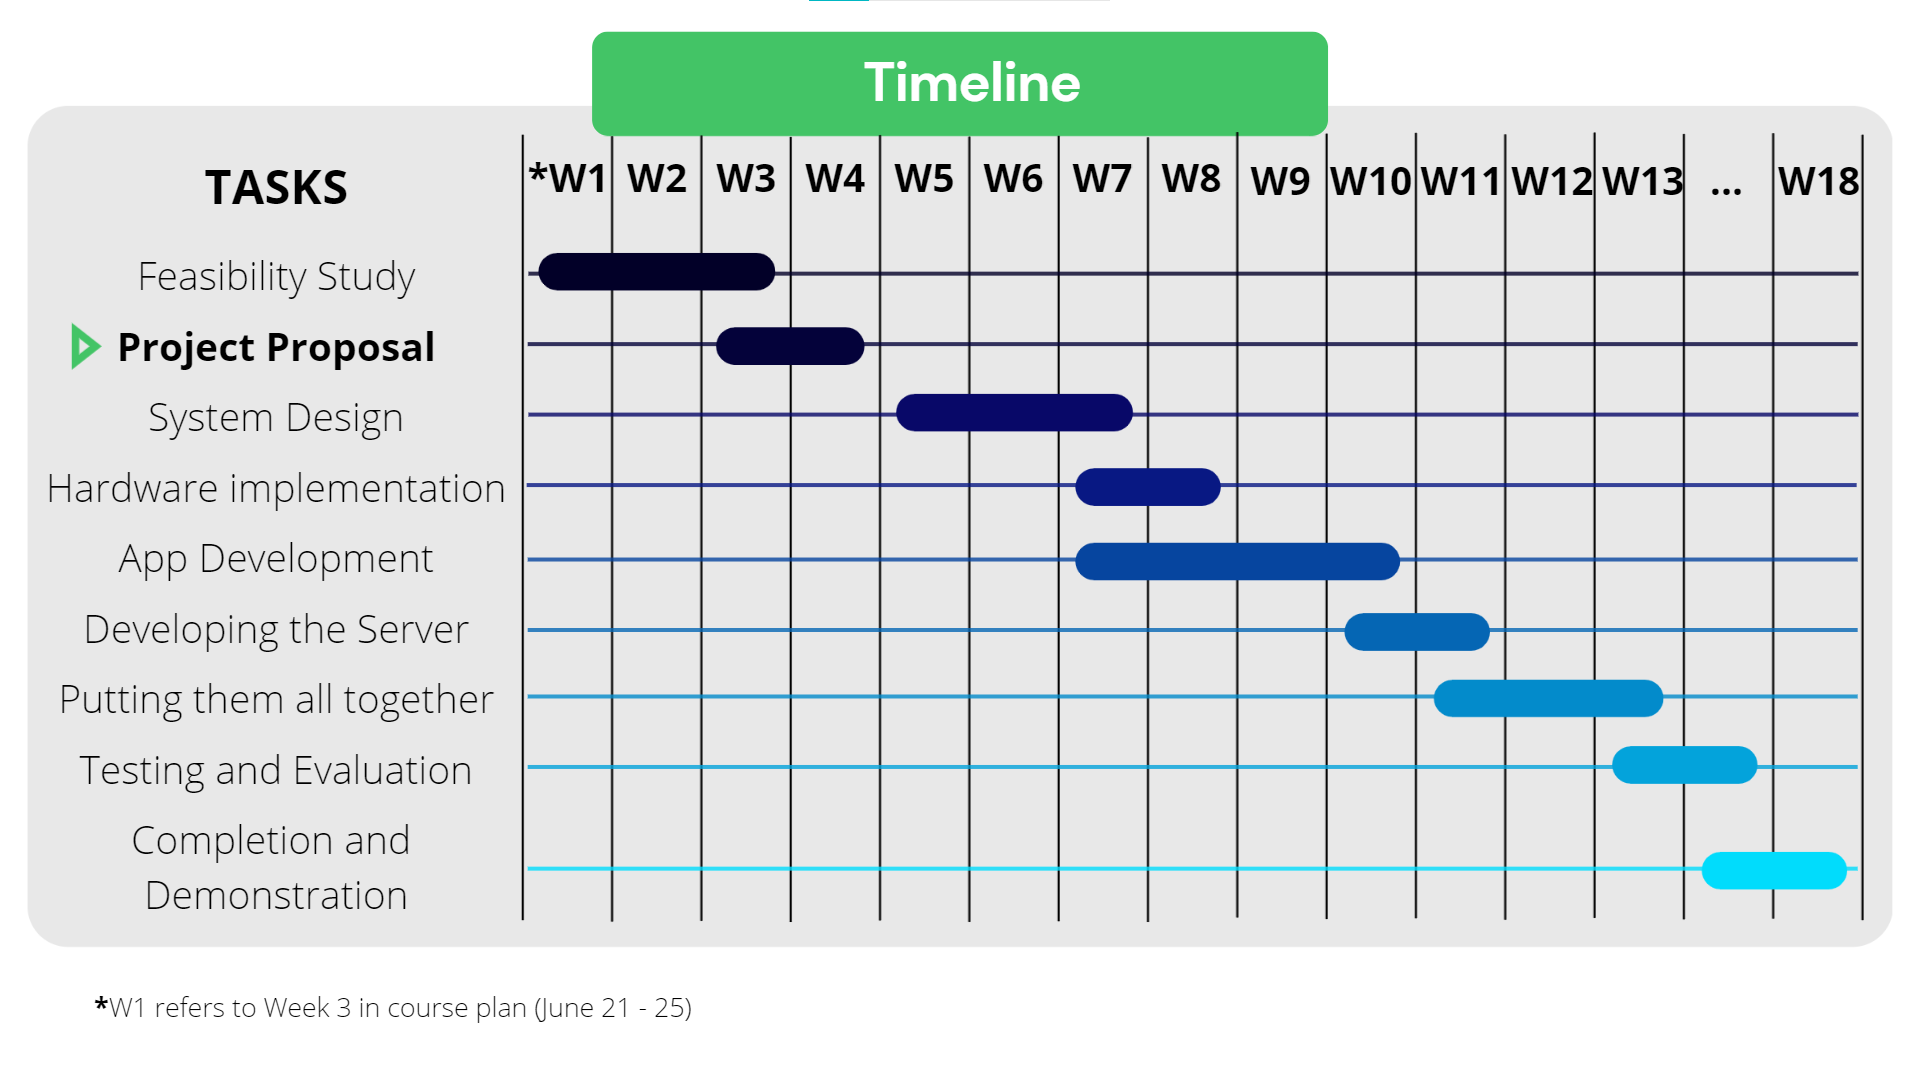 Timeline
TASKS *W1 W2 W3 W4 W5 W6 W7 W8 W9 W10 W11 W12 W13 ... W18
Feasibility Study
Project Proposal
System Design
Hardware implementation
App Development
Developing the Server
Putting them all together
Testing and Evaluation
Completion and
Demonstration
*W1 refers to Week 3 in course plan (June 21 - 25)